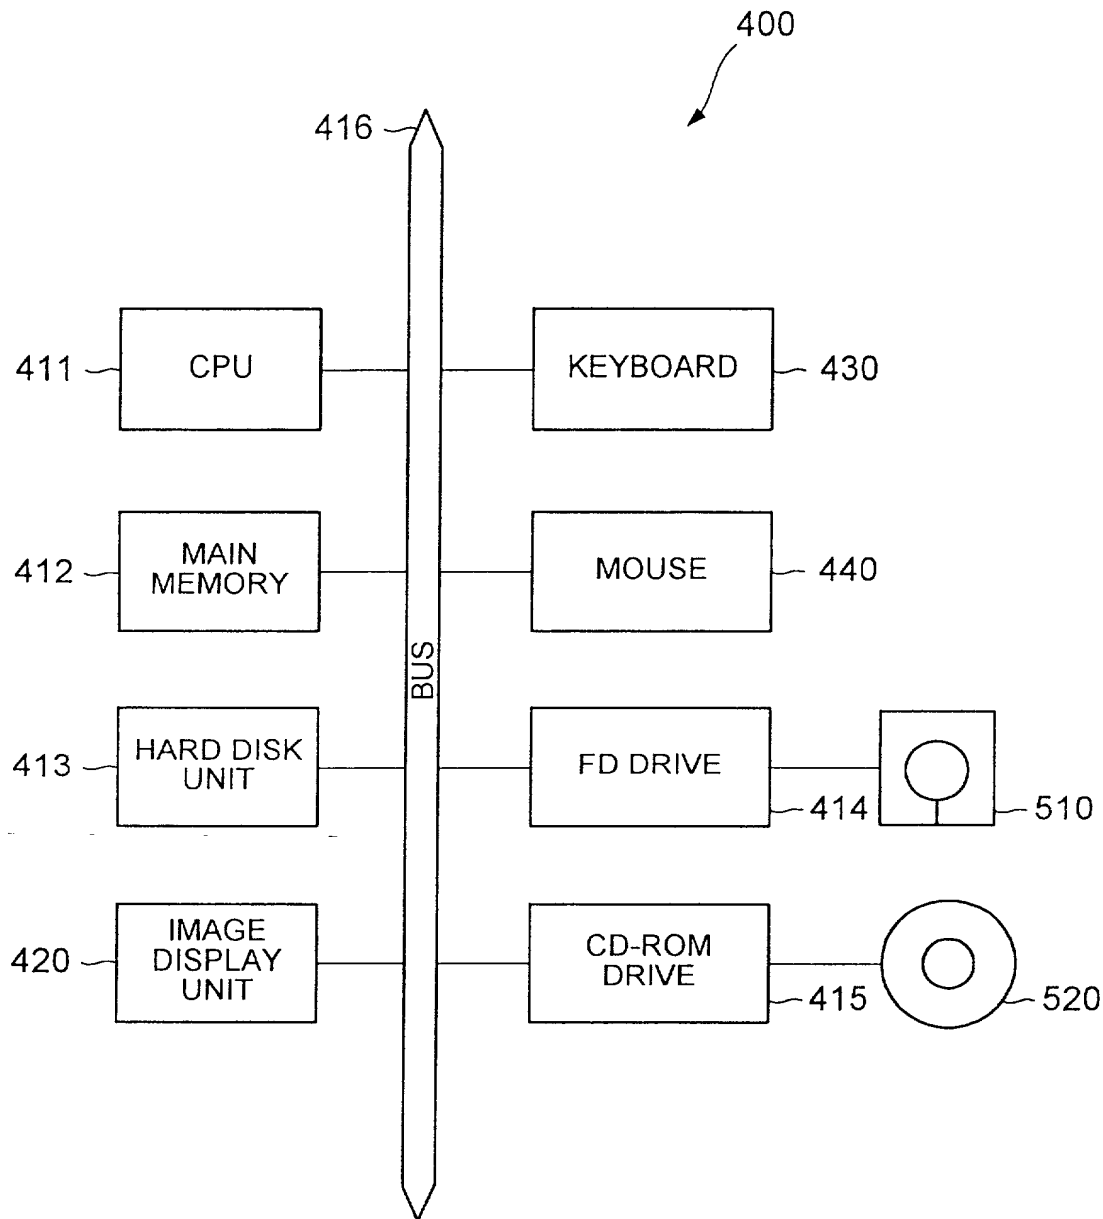 400
416
411
CPU
KEYBOARD
430
412
MAIN
MEMORY
MOUSE
440
BUS
413
HARD DISK
UNIT
FD DRIVE
414
510
420
IMAGE
DISPLAY
UNIT
CD-ROM
DRIVE
415
520